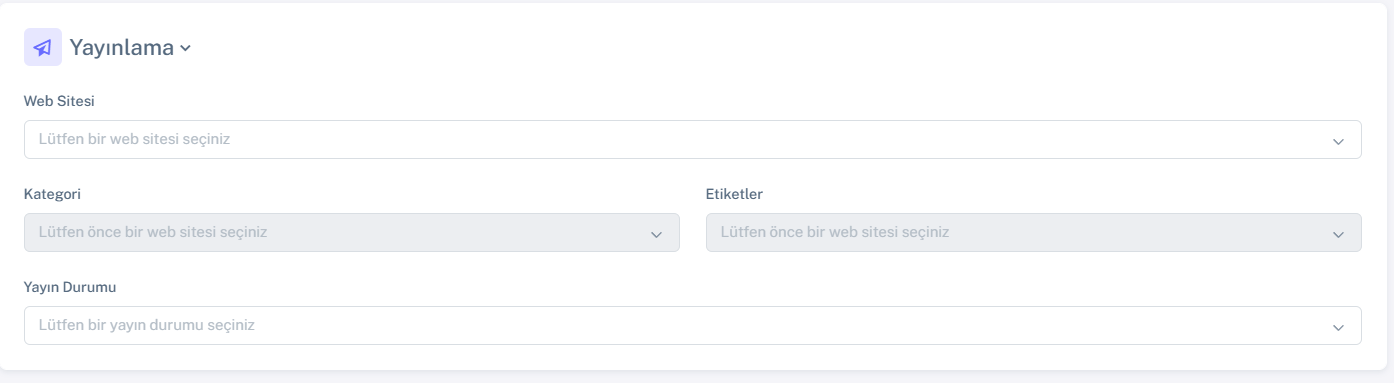 Yayınlama
Web Sitesi
Lütfen bir web sitesi seçiniz
Kategori
Etiketler
Lütfen önce bir web sitesi seçiniz
Lütfen önce bir web sitesi seçiniz
Yayın Durumu
Lütfen bir yayın durumu seçiniz